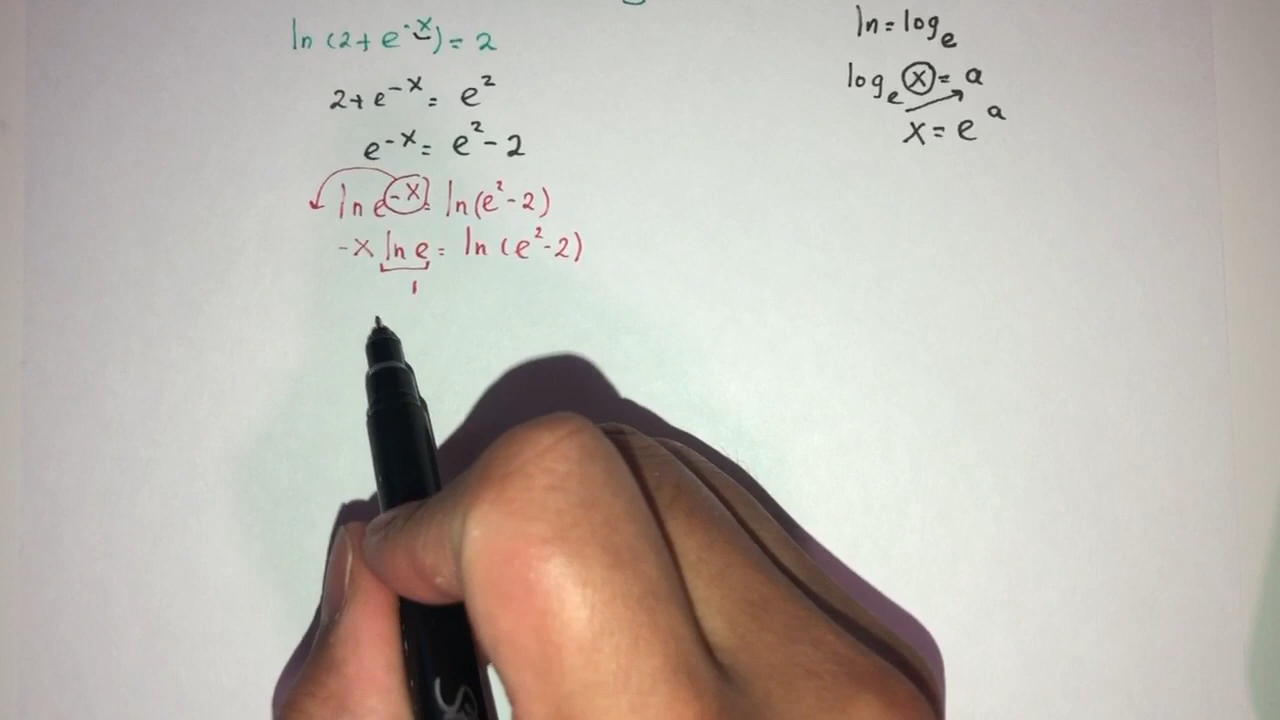 ln (2+e^-x) = 2
2+e^-x = e^2
e^-x = e^2-2
ln e^-x = ln(e^2-2)
-x ln e = ln (e^2-2)
1
ln = log_e
log_e x = a
x = e^a